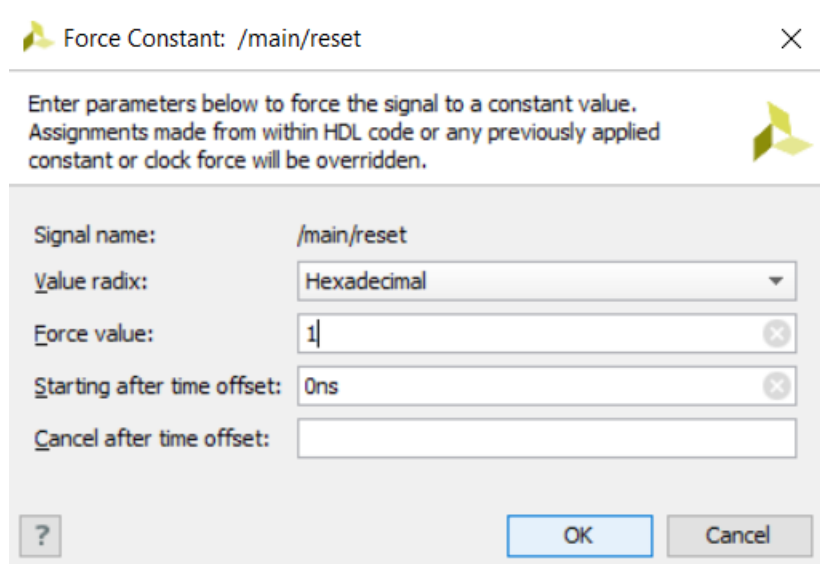 Force Constant: /main/reset
Enter parameters below to force the signal to a constant value.
Assignments made from within HDL code or any previously applied
constant or clock force will be overridden.
Signal name: /main/reset
Value radix: Hexadecimal
Force value: 1
Starting after time offset: 0ns
Cancel after time offset:
? OK Cancel